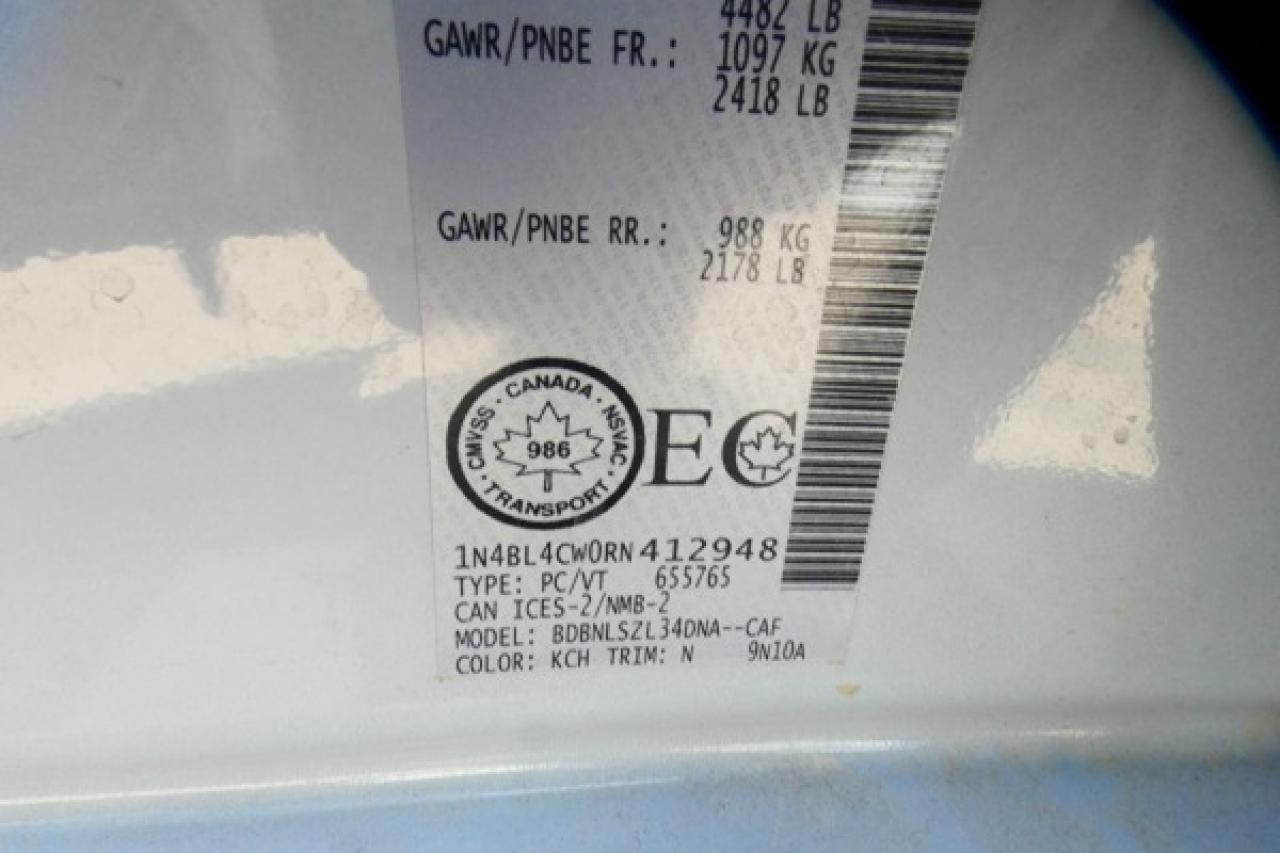 4482 LB
GAWR/PNBE FR.: 1097 KG
2418 LB
GAWR/PNBE RR.: 988 KG
2178 LB
· CANADA ·
CMVSS NSVAC
986
· TRANSPORT ·
EC
1N4BL4CW0RN412948
TYPE: PC/VT 655765
CAN ICES-2/NMB-2
MODEL: BDBNLSZL34DNA--CAF
COLOR: KCH TRIM: N 9N10A